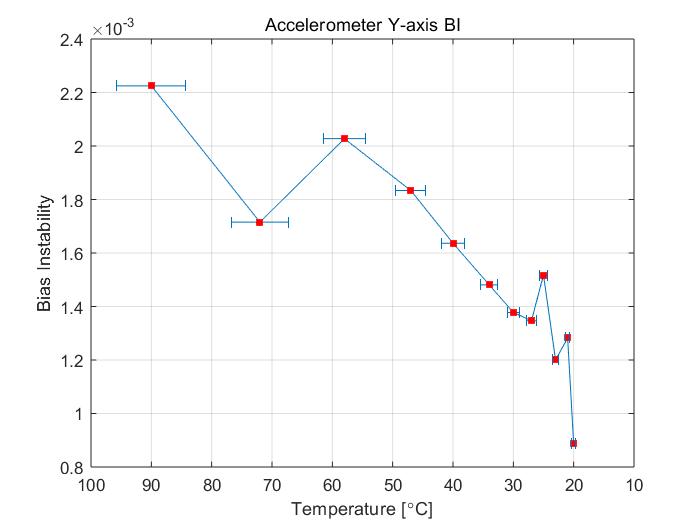 Accelerometer Y-axis BI
×10⁻³
2.4
2.2
2
1.8
1.6
1.4
1.2
1
0.8
Bias Instability
100 90 80 70 60 50 40 30 20 10
Temperature [°C]